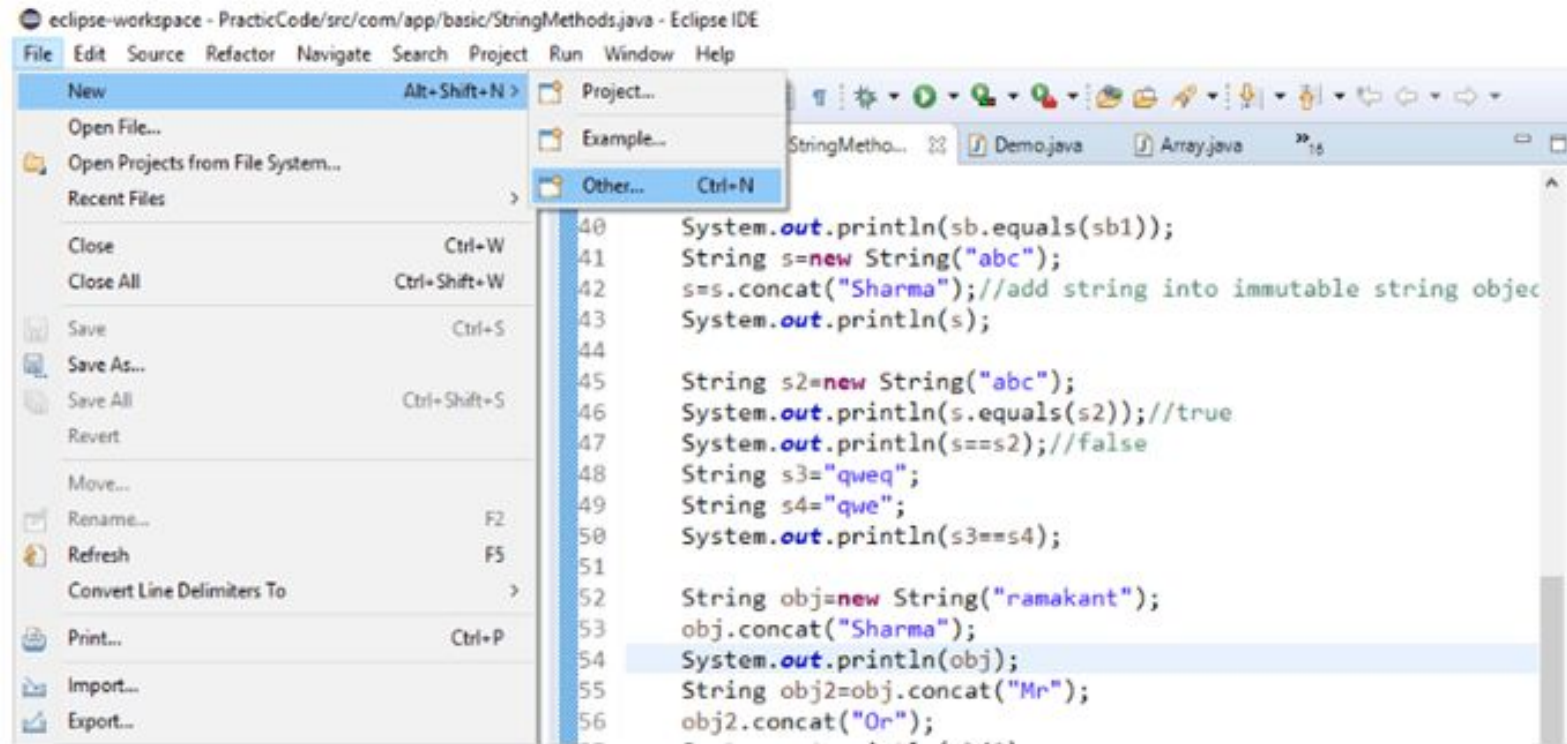 eclipse-workspace - PracticCode/src/com/app/basic/StringMethods.java - Eclipse IDE
File Edit Source Refactor Navigate Search Project Run Window Help
New Alt+Shift+N >
Open File...
Open Projects from File System...
Recent Files >
Close Ctrl+W
Close All Ctrl+Shift+W
Save Ctrl+S
Save As...
Save All Ctrl+Shift+S
Revert
Move...
Rename... F2
Refresh F5
Convert Line Delimiters To >
Print... Ctrl+P
Import...
Export...
Project...
Example...
Other... Ctrl+N
StringMetho... Demo.java Array.java »16
40 System.out.println(sb.equals(sb1));
41 String s=new String("abc");
42 s=s.concat("Sharma");//add string into immutable string objec
43 System.out.println(s);
44
45 String s2=new String("abc");
46 System.out.println(s.equals(s2));//true
47 System.out.println(s==s2);//false
48 String s3="qweq";
49 String s4="qwe";
50 System.out.println(s3==s4);
51
52 String obj=new String("ramakant");
53 obj.concat("Sharma");
54 System.out.println(obj);
55 String obj2=obj.concat("Mr");
56 obj2.concat("Or");